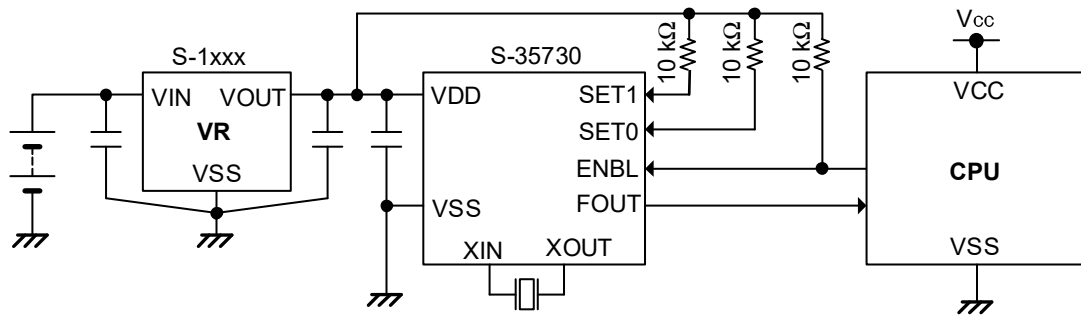 Vcc
S-1xxx
S-35730
10 kΩ
10 kΩ
10 kΩ
VIN
VOUT
VR
VSS
VDD
SET1
SET0
ENBL
FOUT
VSS
XIN
XOUT
VCC
CPU
VSS